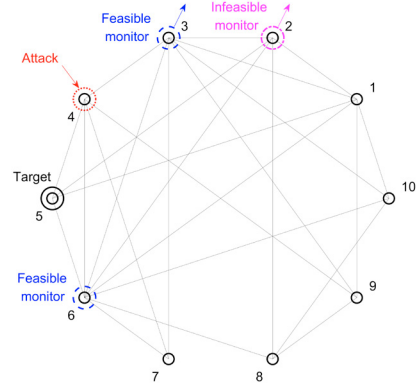 Feasible
monitor
3
Infeasible
monitor
2
Attack
4
1
Target
5
10
Feasible
monitor
6
9
7
8